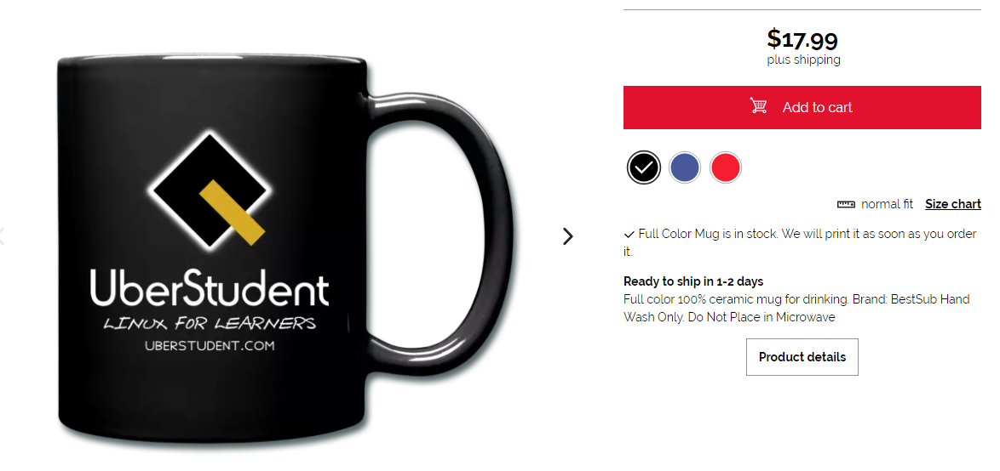 UberStudent
LINUX FOR LEARNERS
UBERSTUDENT.COM
$17.99
plus shipping
Add to cart
normal fit Size chart
Full Color Mug is in stock. We will print it as soon as you order
it.
Ready to ship in 1-2 days
Full color 100% ceramic mug for drinking. Brand: BestSub Hand
Wash Only. Do Not Place in Microwave
Product details